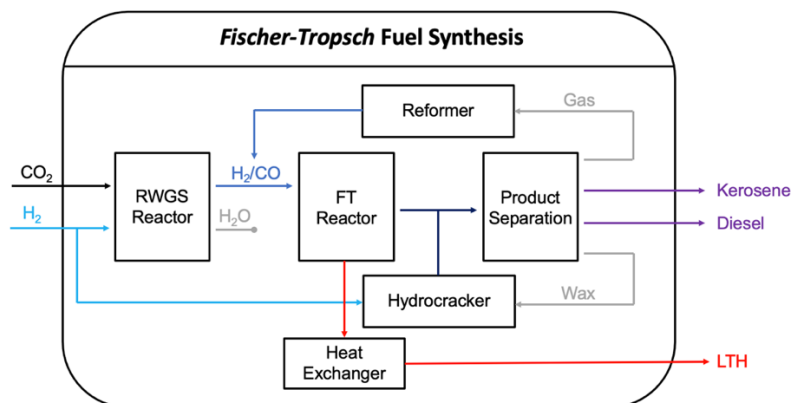 Fischer-Tropsch Fuel Synthesis
Reformer
Gas
CO₂
H₂
RWGS
Reactor
H₂/CO
H₂O
FT
Reactor
Product
Separation
Kerosene
Diesel
Hydrocracker
Wax
Heat
Exchanger
LTH